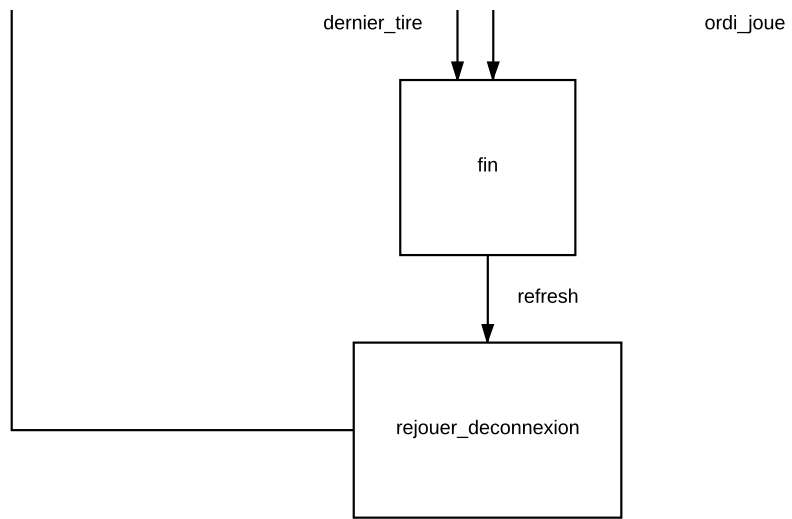 dernier_tire
ordi_joue
fin
refresh
rejouer_deconnexion